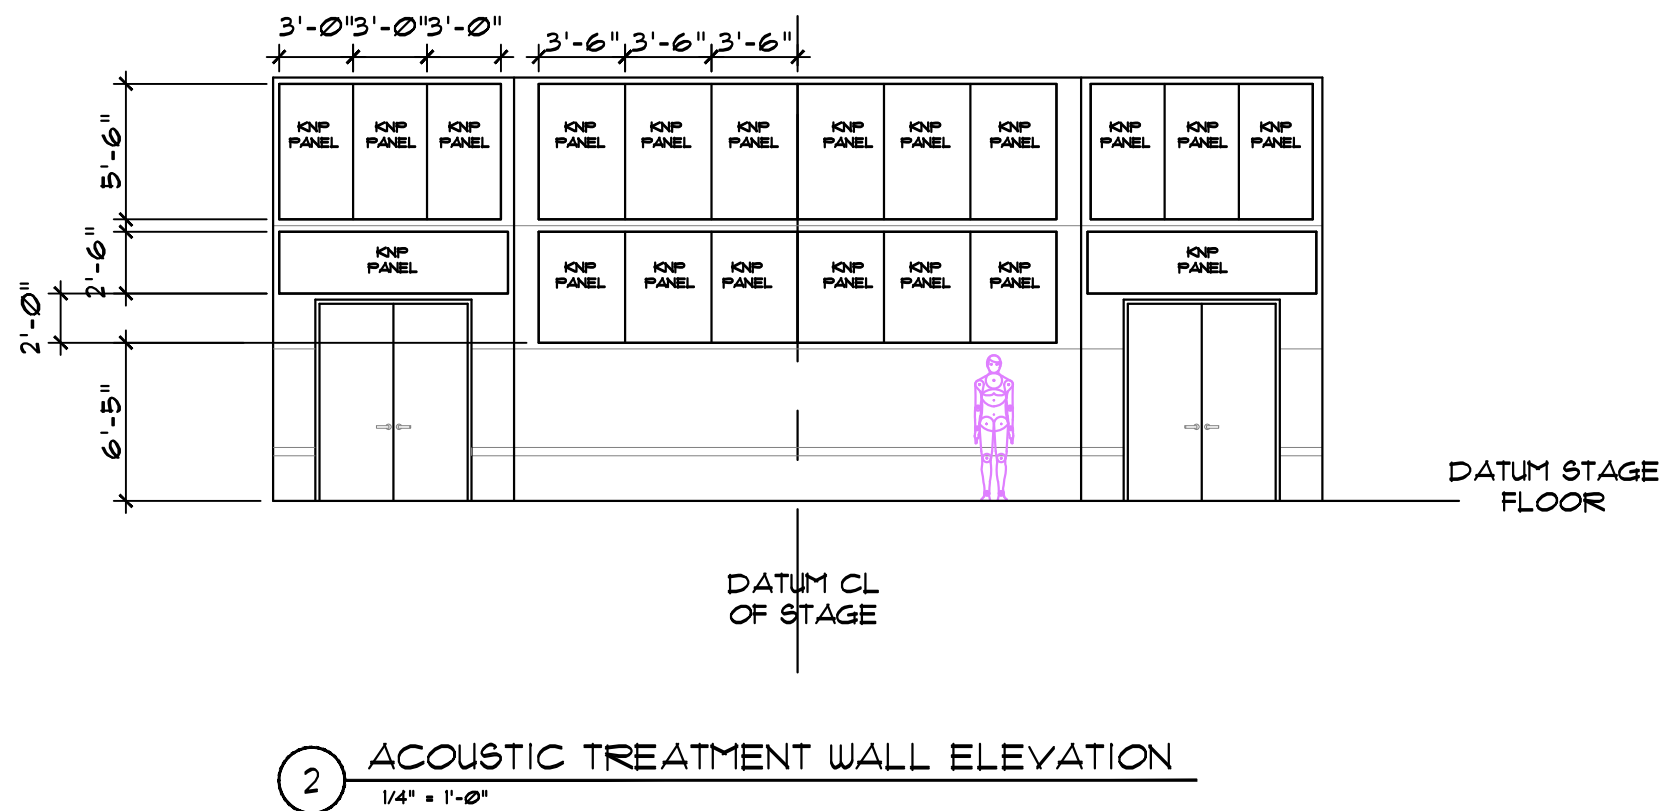 3'-0"3'-0"3'-0"
3'-6" 3'-6" 3'-6"
5'-6"
KNP
PANEL
KNP
PANEL
KNP
PANEL
KNP
PANEL
KNP
PANEL
KNP
PANEL
KNP
PANEL
KNP
PANEL
KNP
PANEL
KNP
PANEL
KNP
PANEL
KNP
PANEL
2'-6"
KNP
PANEL
KNP
PANEL
KNP
PANEL
KNP
PANEL
KNP
PANEL
KNP
PANEL
KNP
PANEL
KNP
PANEL
2'-0"
6'-5"
DATUM STAGE
FLOOR
DATUM CL
OF STAGE
2
ACOUSTIC TREATMENT WALL ELEVATION
1/4" = 1'-0"